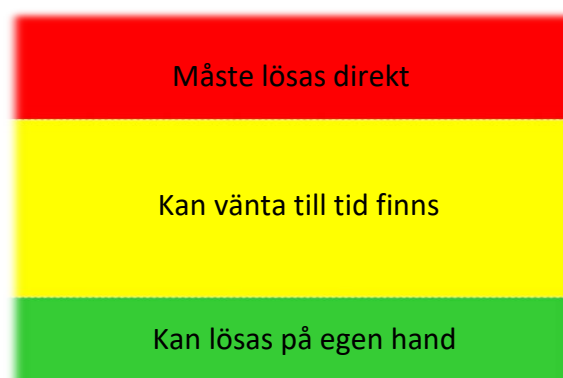 Måste lösas direkt
Kan vänta till tid finns
Kan lösas på egen hand